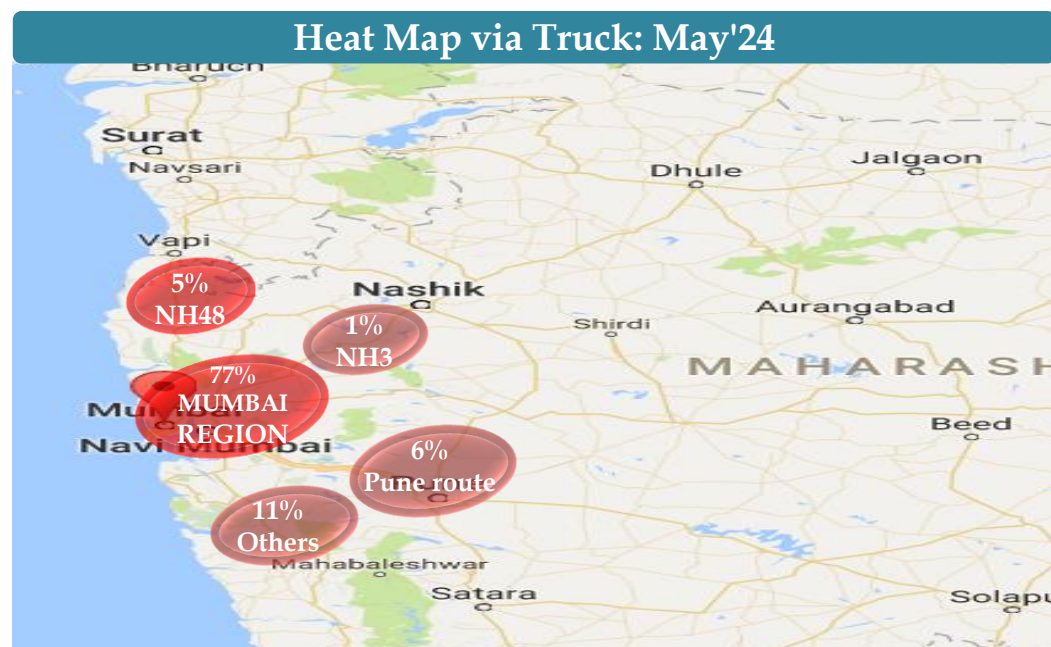 Heat Map via Truck: May'24
Bharuch
Surat
Navsari
Dhule
Jalgaon
Vapi
5%
NH48
Nashik
1%
NH3
Shirdi
Aurangabad
MAHARASH
77%
MUMBAI
REGION
Mumbai
Navi Mumbai
Beed
6%
Pune route
11%
Others
Mahabaleshwar
Satara
Solapu